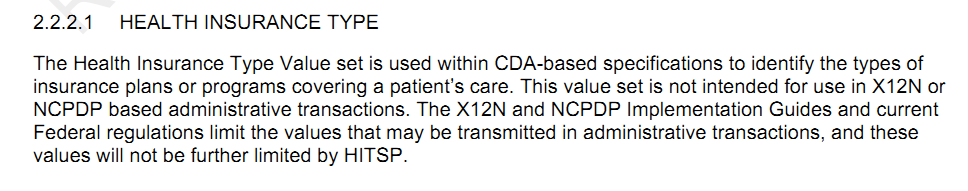 2.2.2.1 HEALTH INSURANCE TYPE
The Health Insurance Type Value set is used within CDA-based specifications to identify the types of
insurance plans or programs covering a patient's care. This value set is not intended for use in X12N or
NCPDP based administrative transactions. The X12N and NCPDP Implementation Guides and current
Federal regulations limit the values that may be transmitted in administrative transactions, and these
values will not be further limited by HITSP.